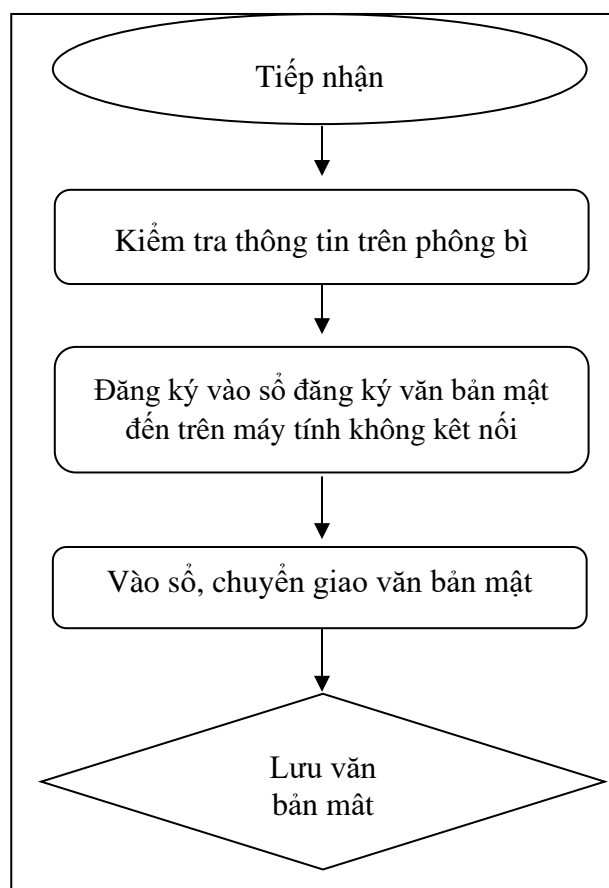 Tiếp nhận
Kiểm tra thông tin trên phông bì
Đăng ký vào sổ đăng ký văn bản mật
đến trên máy tính không kêt nối
Vào sổ, chuyển giao văn bản mật
Lưu văn
bản mât